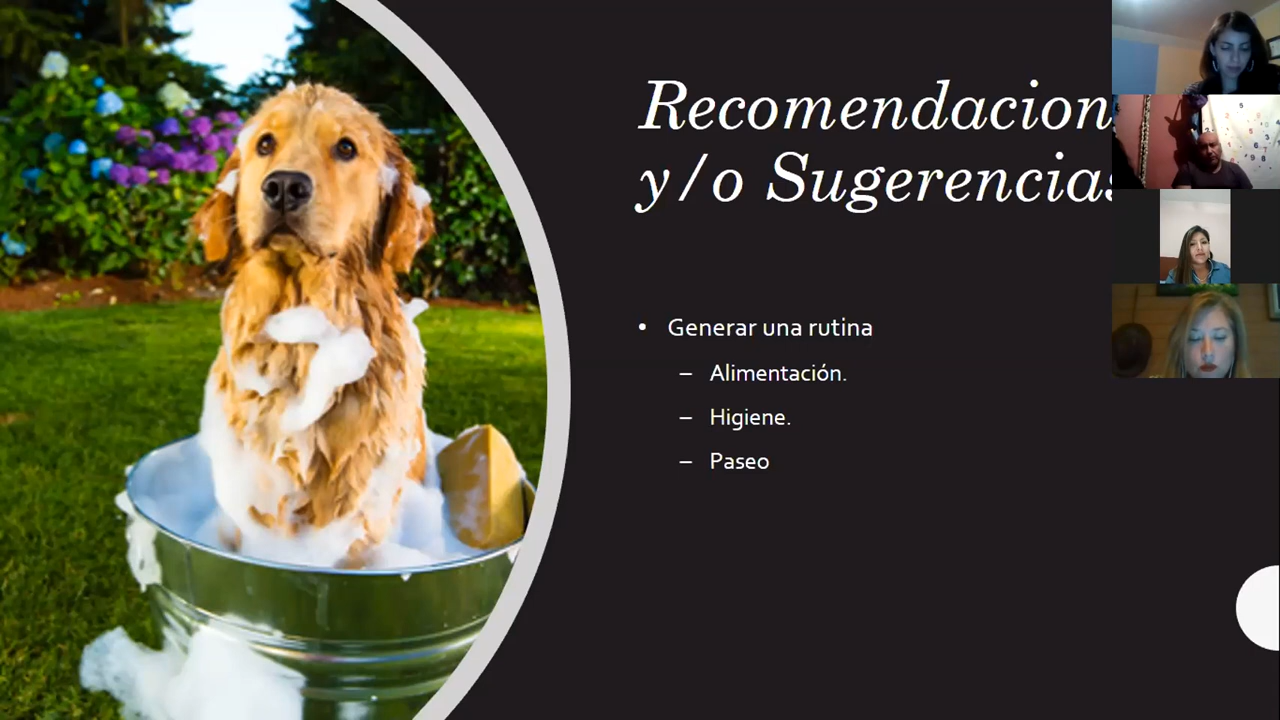 Recomendacion
y/o Sugerencias
• Generar una rutina
– Alimentación.
– Higiene.
– Paseo